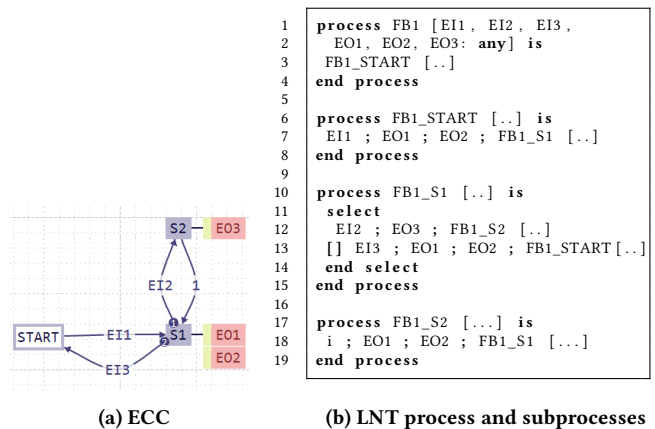 S2
EO3
EI2
1
1
START
EI1
S1
EO1
2
EI3
EO2
(a) ECC
1 process FB1 [EI1, EI2, EI3,
2 EO1, EO2, EO3: any] is
3 FB1_START [..]
4 end process
5
6 process FB1_START [..] is
7 EI1 ; EO1 ; EO2 ; FB1_S1 [..]
8 end process
9
10 process FB1_S1 [..] is
11 select
12 EI2 ; EO3 ; FB1_S2 [..]
13 [] EI3 ; EO1 ; EO2 ; FB1_START[..]
14 end select
15 end process
16
17 process FB1_S2 [...] is
18 i ; EO1 ; EO2 ; FB1_S1 [...]
19 end process
(b) LNT process and subprocesses